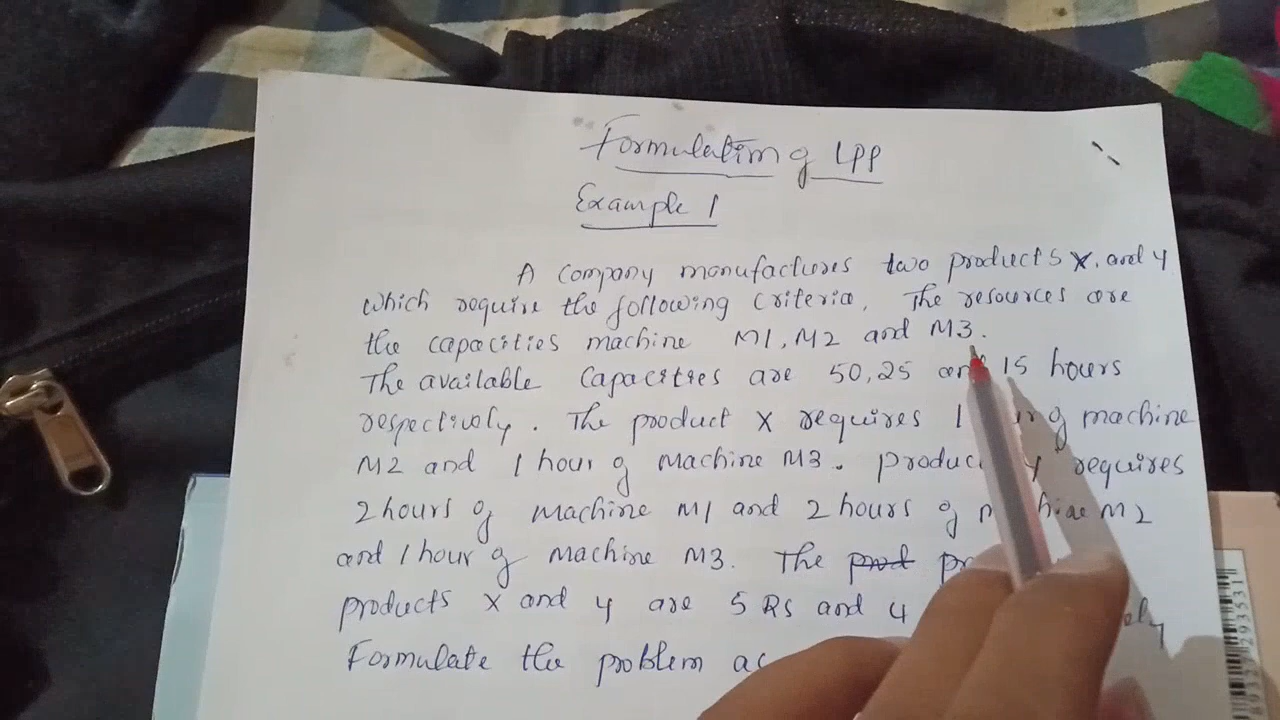 Formulation of LPP
Example 1
A Company manufactures two products X, and Y
which require the following criteria, The resources are
the capacities machine M1, M2 and M3.
The available Capacities are 50, 25 and 15 hours
respectively. The product X requires 1 of machine
M2 and 1 hour of machine M3. Product Y requires
2 hours of machine M1 and 2 hours of machine M2
and 1 hour of machine M3. The prod
products X and Y are 5 Rs and 4
Formulate the problem as